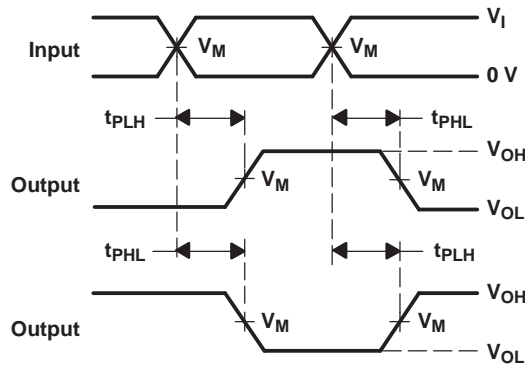 V_I
Input V_M V_M
0 V
t_PLH t_PHL
V_OH
Output V_M V_M
V_OL
t_PHL t_PLH
V_OH
Output V_M V_M
V_OL